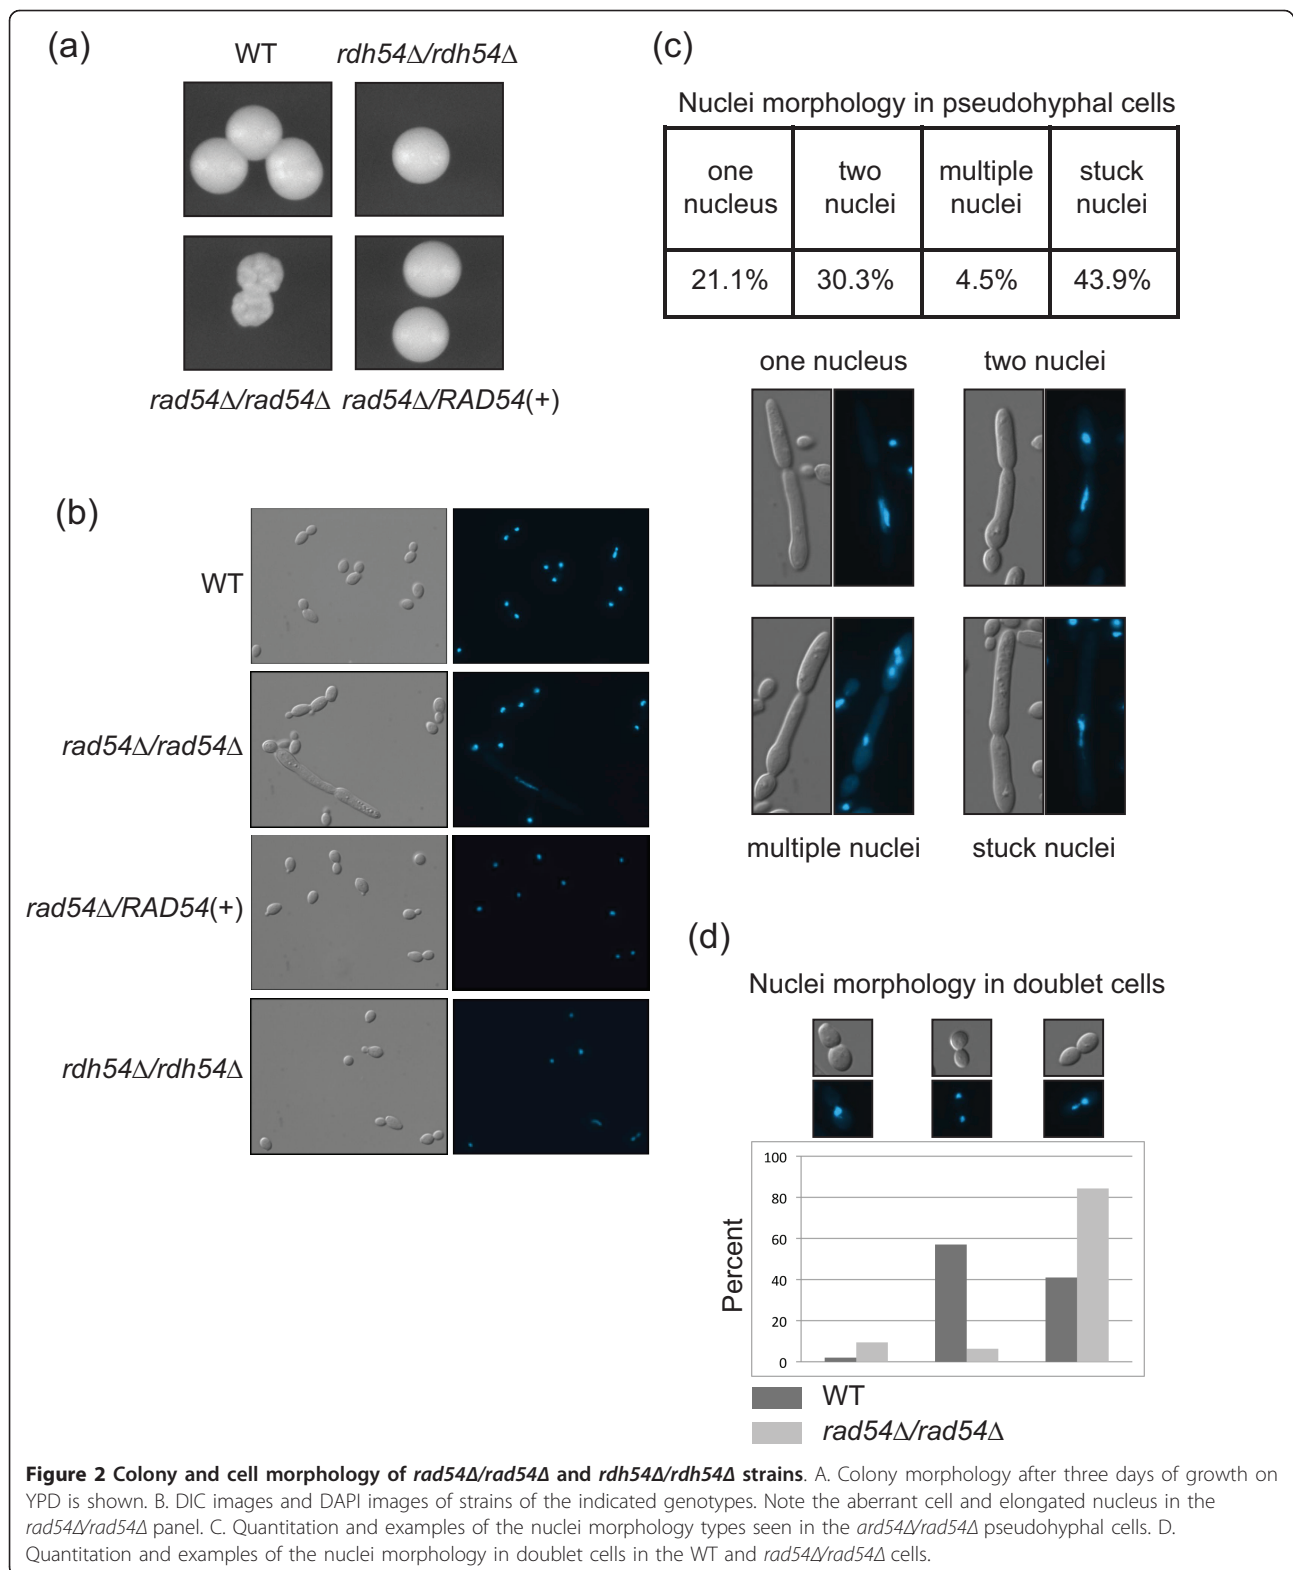 (a)
WT
rdh54Δ/rdh54Δ
rad54Δ/rad54Δ
rad54Δ/RAD54(+)
(b)
WT
rad54Δ/rad54Δ
rad54Δ/RAD54(+)
rdh54Δ/rdh54Δ
(c)
Nuclei morphology in pseudohyphal cells
one nucleus
two nuclei
multiple nuclei
stuck nuclei
21.1%
30.3%
4.5%
43.9%
one nucleus
two nuclei
multiple nuclei
stuck nuclei
(d)
Nuclei morphology in doublet cells
Percent
100
80
60
40
20
0
WT
rad54Δ/rad54Δ
Figure 2 Colony and cell morphology of rad54Δ/rad54Δ and rdh54Δ/rdh54Δ strains. A. Colony morphology after three days of growth on
YPD is shown. B. DIC images and DAPI images of strains of the indicated genotypes. Note the aberrant cell and elongated nucleus in the
rad54Δ/rad54Δ panel. C. Quantitation and examples of the nuclei morphology types seen in the ard54Δ/rad54Δ pseudohyphal cells. D.
Quantitation and examples of the nuclei morphology in doublet cells in the WT and rad54Δ/rad54Δ cells.